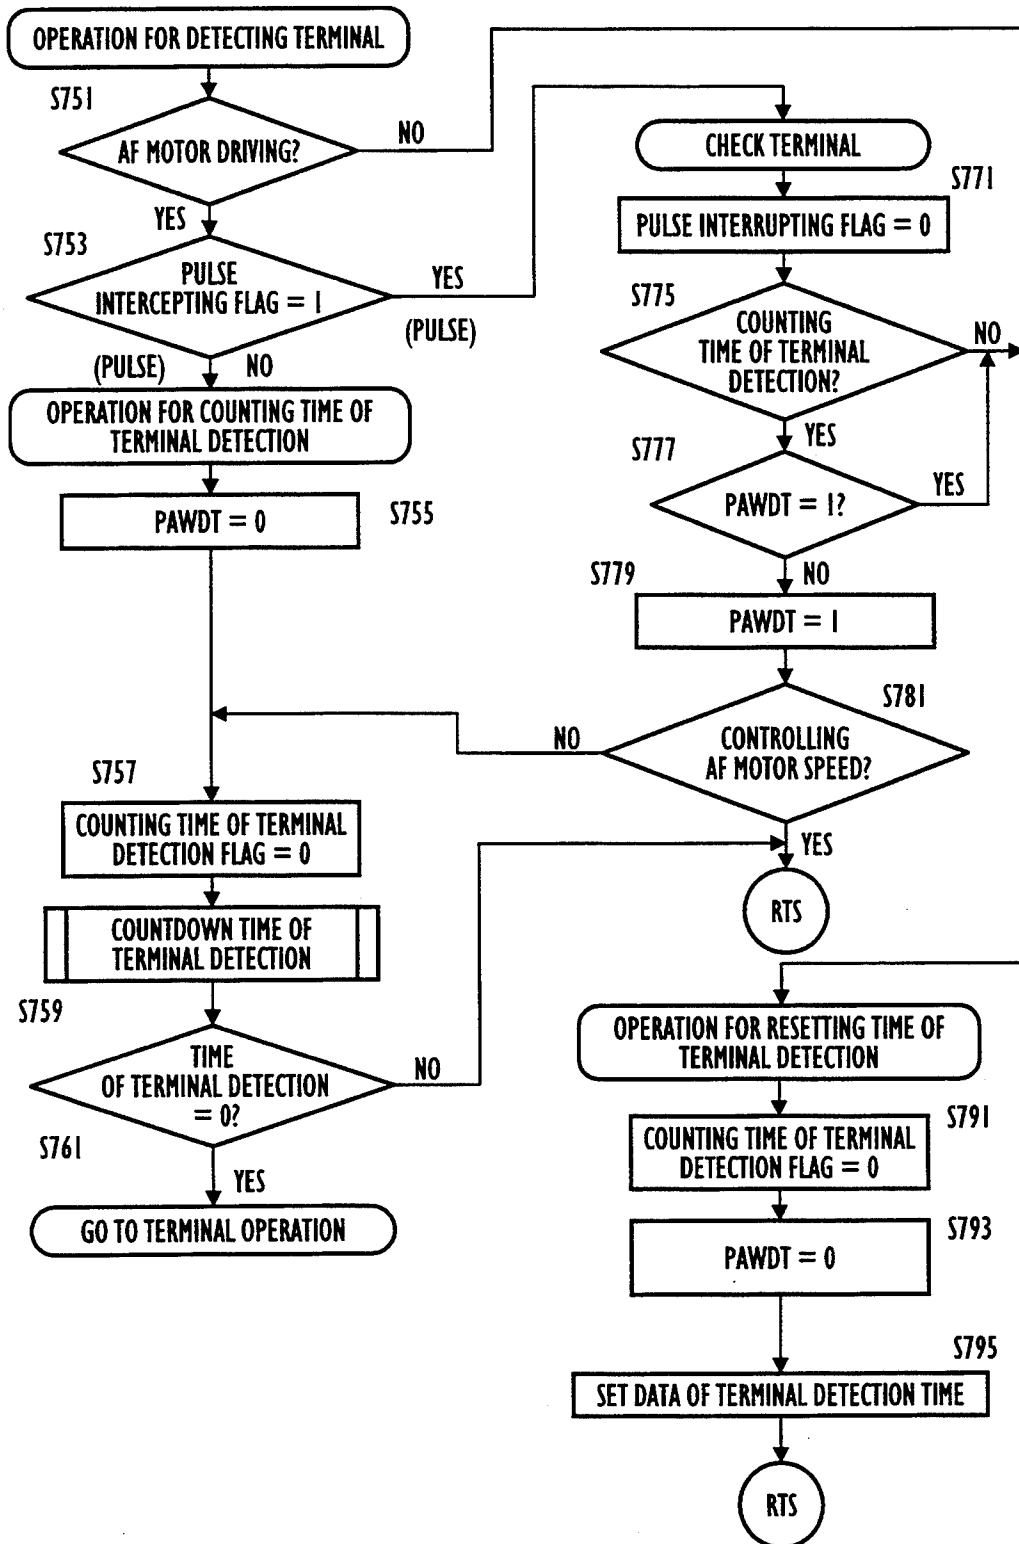 OPERATION FOR DETECTING TERMINAL
S751
AF MOTOR DRIVING?
NO
YES
S753
PULSE
INTERCEPTING FLAG = 1
YES
(PULSE)
(PULSE)
NO
OPERATION FOR COUNTING TIME OF
TERMINAL DETECTION
PAWDT = 0
S755
S757
COUNTING TIME OF TERMINAL
DETECTION FLAG = 0
COUNTDOWN TIME OF
TERMINAL DETECTION
S759
TIME
OF TERMINAL DETECTION
= 0?
NO
S761
YES
GO TO TERMINAL OPERATION
CHECK TERMINAL
S771
PULSE INTERRUPTING FLAG = 0
S775
COUNTING
TIME OF TERMINAL
DETECTION?
NO
YES
S777
PAWDT = 1?
YES
NO
S779
PAWDT = 1
S781
CONTROLLING
AF MOTOR SPEED?
NO
YES
RTS
OPERATION FOR RESETTING TIME OF
TERMINAL DETECTION
S791
COUNTING TIME OF TERMINAL
DETECTION FLAG = 0
S793
PAWDT = 0
S795
SET DATA OF TERMINAL DETECTION TIME
RTS